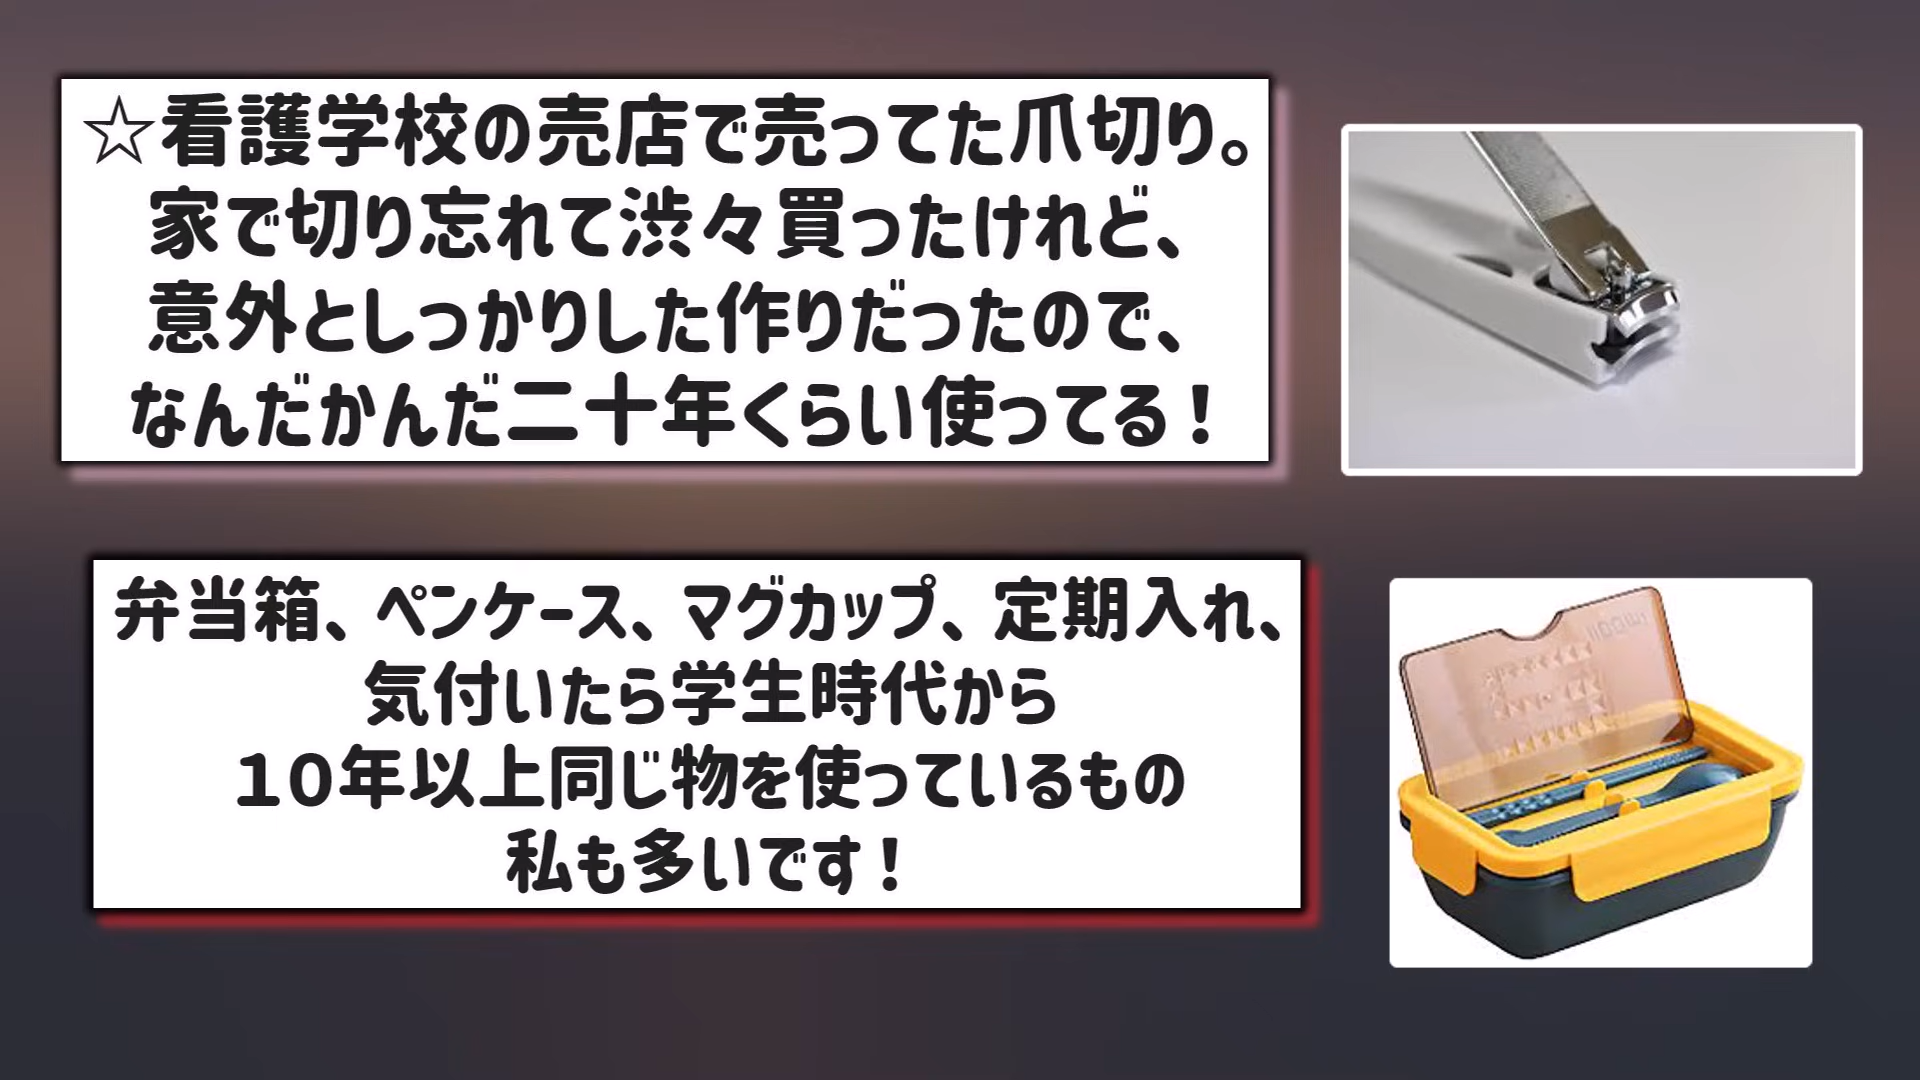 ☆看護学校の売店で売ってた爪切り。
家で切り忘れて渋々買ったけれど、
意外としっかりした作りだったので、
なんだかんだ二十年くらい使ってる！
弁当箱、ペンケース、マグカップ、定期入れ、
気付いたら学生時代から
１０年以上同じ物を使っているもの
私も多いです！